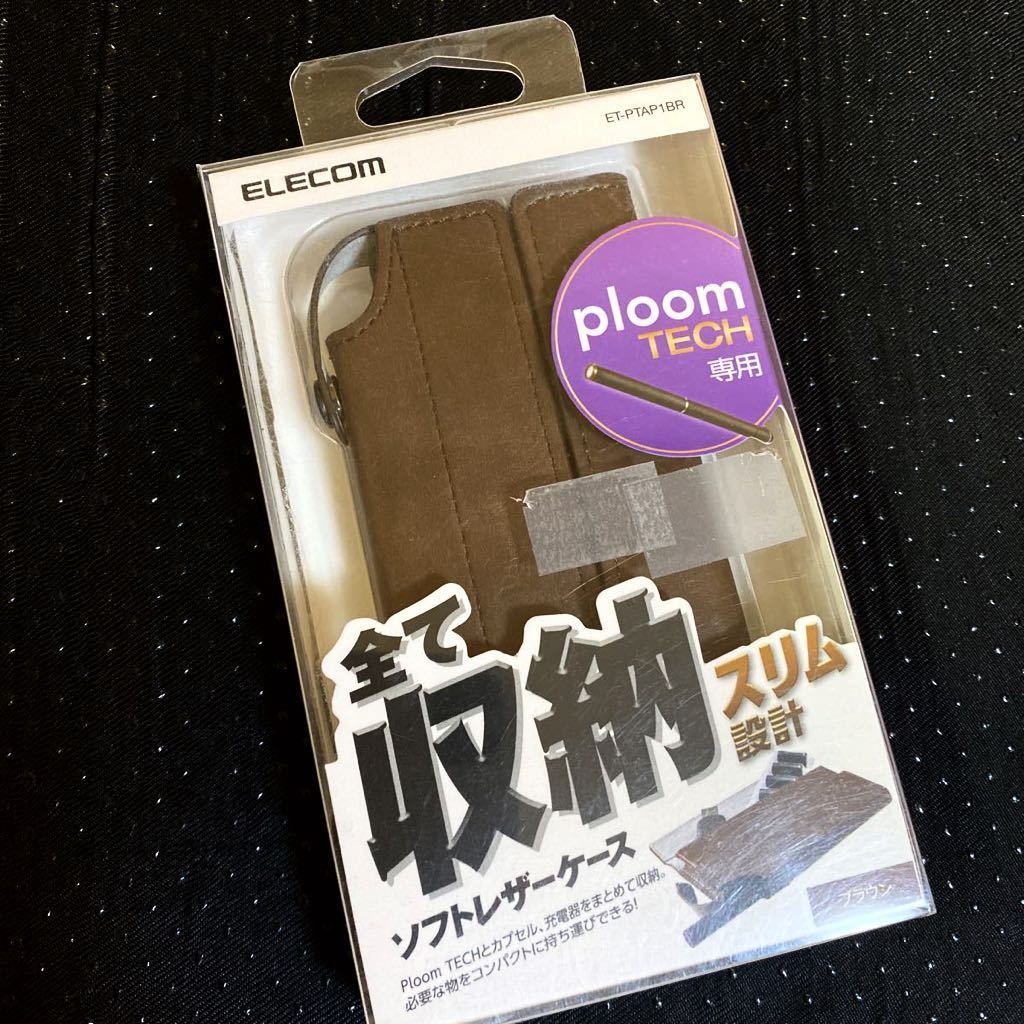 ELECOM
ET-PTAP1BR
ploom
TECH
専用
全て
収納
スリム
設計
ソフトレザーケース
Ploom TECHとカプセル、充電器をまとめて収納。
必要な物をコンパクトに持ち運びできる!
ブラウン